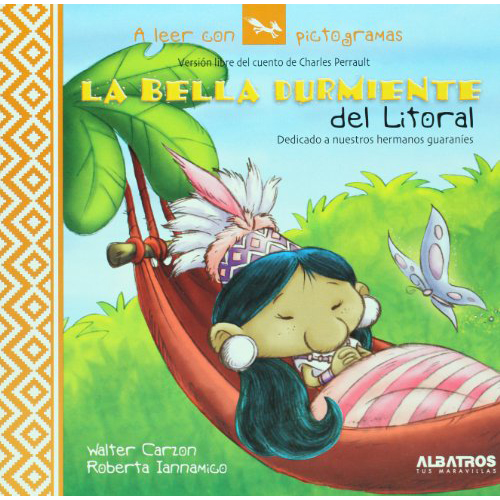 A leer con pictogramas
Versión libre del cuento de Charles Perrault
LA BELLA DURMIENTE
del Litoral
Dedicado a nuestros hermanos guaraníes
Walter Carzon
Roberta Iannamico
ALBATROS
TUS MARAVILLAS